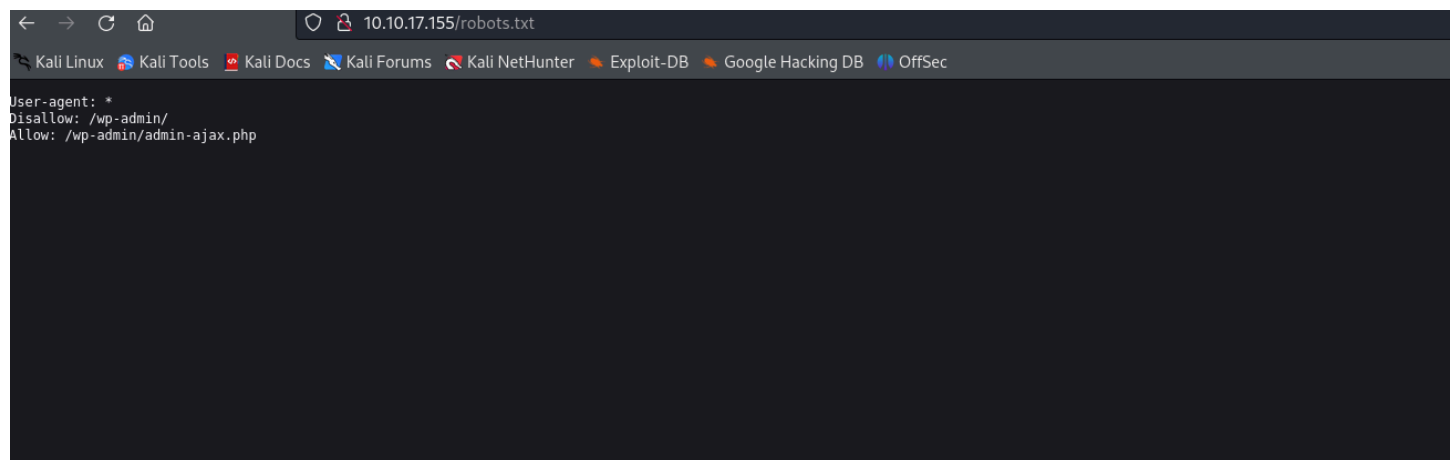 10.10.17.155/robots.txt
Kali Linux Kali Tools Kali Docs Kali Forums Kali NetHunter Exploit-DB Google Hacking DB OffSec
User-agent: *
Disallow: /wp-admin/
Allow: /wp-admin/admin-ajax.php